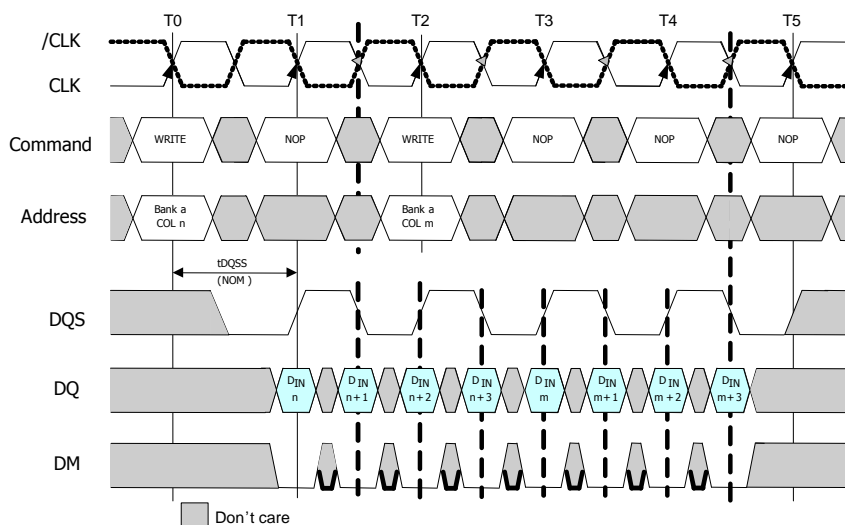 T0 T1 T2 T3 T4 T5
/CLK
CLK
Command WRITE NOP WRITE NOP NOP NOP
Address Bank a COL n Bank a COL m
tDQSS
(NOM)
DQS
DQ DIN n DIN n+1 DIN n+2 DIN n+3 DIN m DIN m+1 DIN m+2 DIN m+3
DM
Don't care